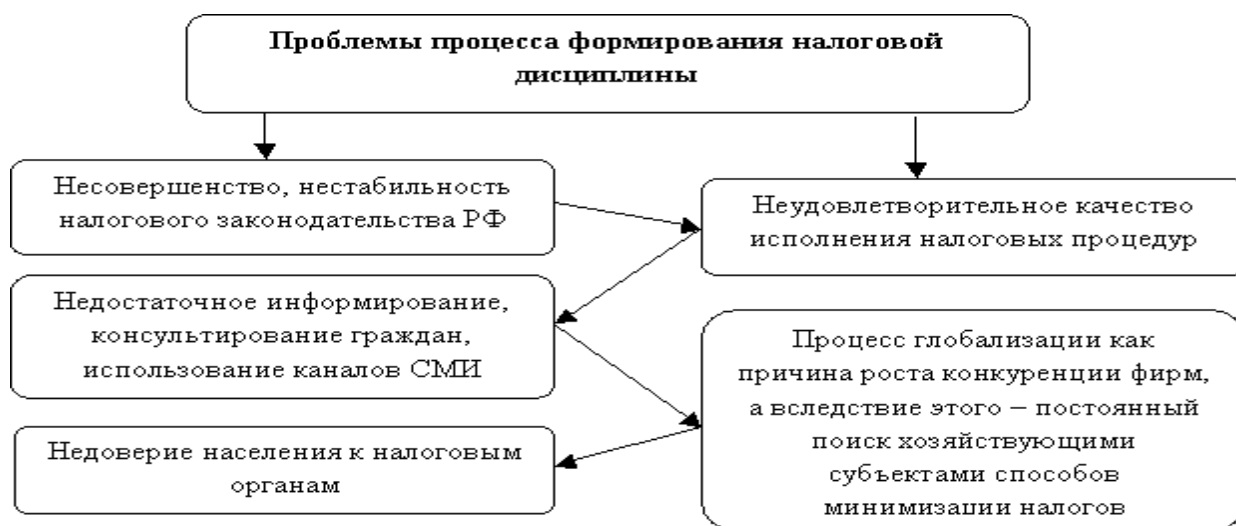 Проблемы процесса формирования налоговой
дисциплины
Несовершенство, нестабильность
налогового законодательства РФ
Неудовлетворительное качество
исполнения налоговых процедур
Недостаточное информирование,
консультирование граждан,
использование каналов СМИ
Процесс глобализации как
причина роста конкуренции фирм,
а вследствие этого – постоянный
поиск хозяйствующими
субъектами способов
минимизации налогов
Недоверие населения к налоговым
органам